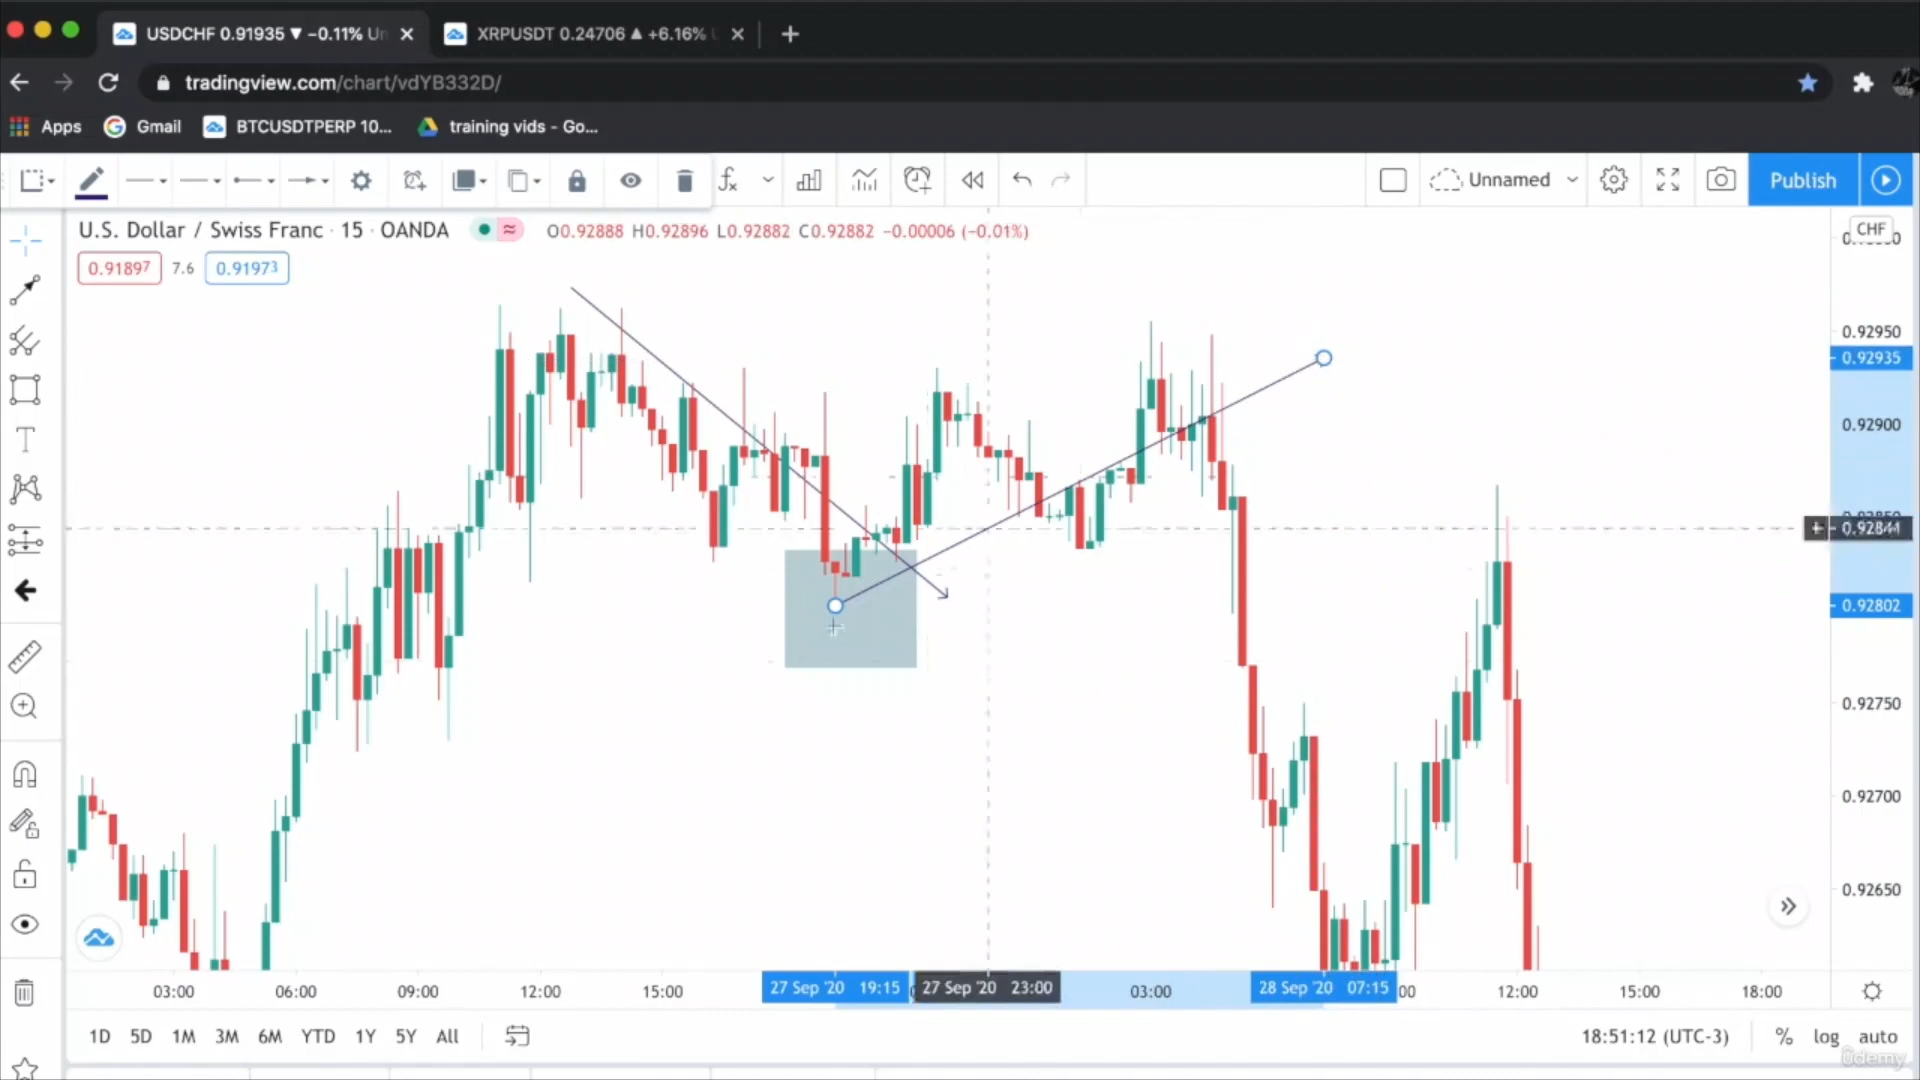 USDCHF 0.91935 ▼ −0.11% Un
XRPUSDT 0.24706 ▲ +6.16%
tradingview.com/chart/vdYB332D/
Apps
Gmail
BTCUSDTPERP 10...
training vids - Go...
Unnamed
Publish
U.S. Dollar / Swiss Franc · 15 · OANDA
O0.92888 H0.92896 L0.92882 C0.92882 −0.00006 (−0.01%)
CHF
0.91897
7.6
0.91973
0.92950
0.92935
0.92900
0.92844
0.92802
0.92750
0.92700
0.92650
03:00
06:00
09:00
12:00
15:00
27 Sep '20 19:15
27 Sep '20 23:00
03:00
28 Sep '20 07:15
12:00
15:00
18:00
1D 5D 1M 3M 6M YTD 1Y 5Y All
18:51:12 (UTC-3)
% log auto
ûdemy